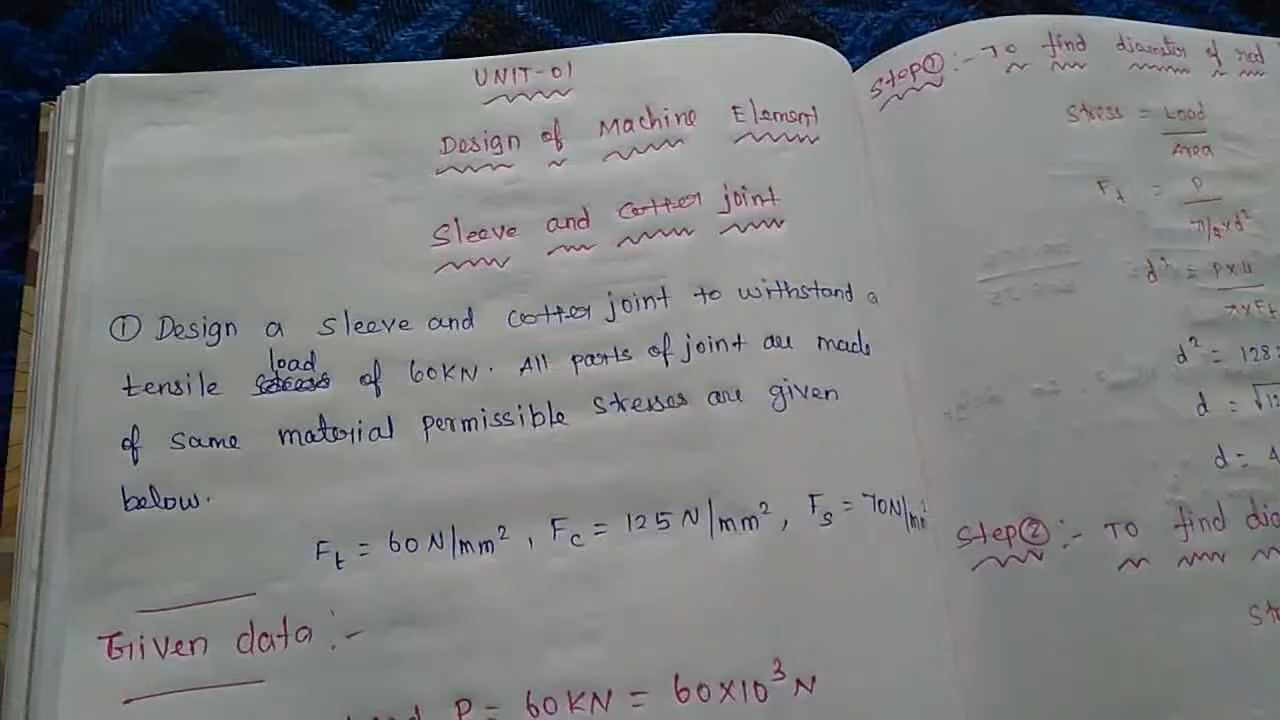 UNIT-01
Design of Machine Element
Sleeve and cotter joint
① Design a sleeve and cotter joint to withstand a
load
tensile of 60KN. All parts of joint are made
of same material permissible stresses are given
below.
Ft = 60 N/mm², Fc = 125 N/mm², Fs = 70N/mm²
Given data :-
P = 60KN = 60×10³ N
Step① :- To find diameter of rod
Stress = Load
Area
Ft = P
π/4×d²
d² = P×4
π×Ft
d² = 128
d = √12
d = 4
Step② :- To find dia